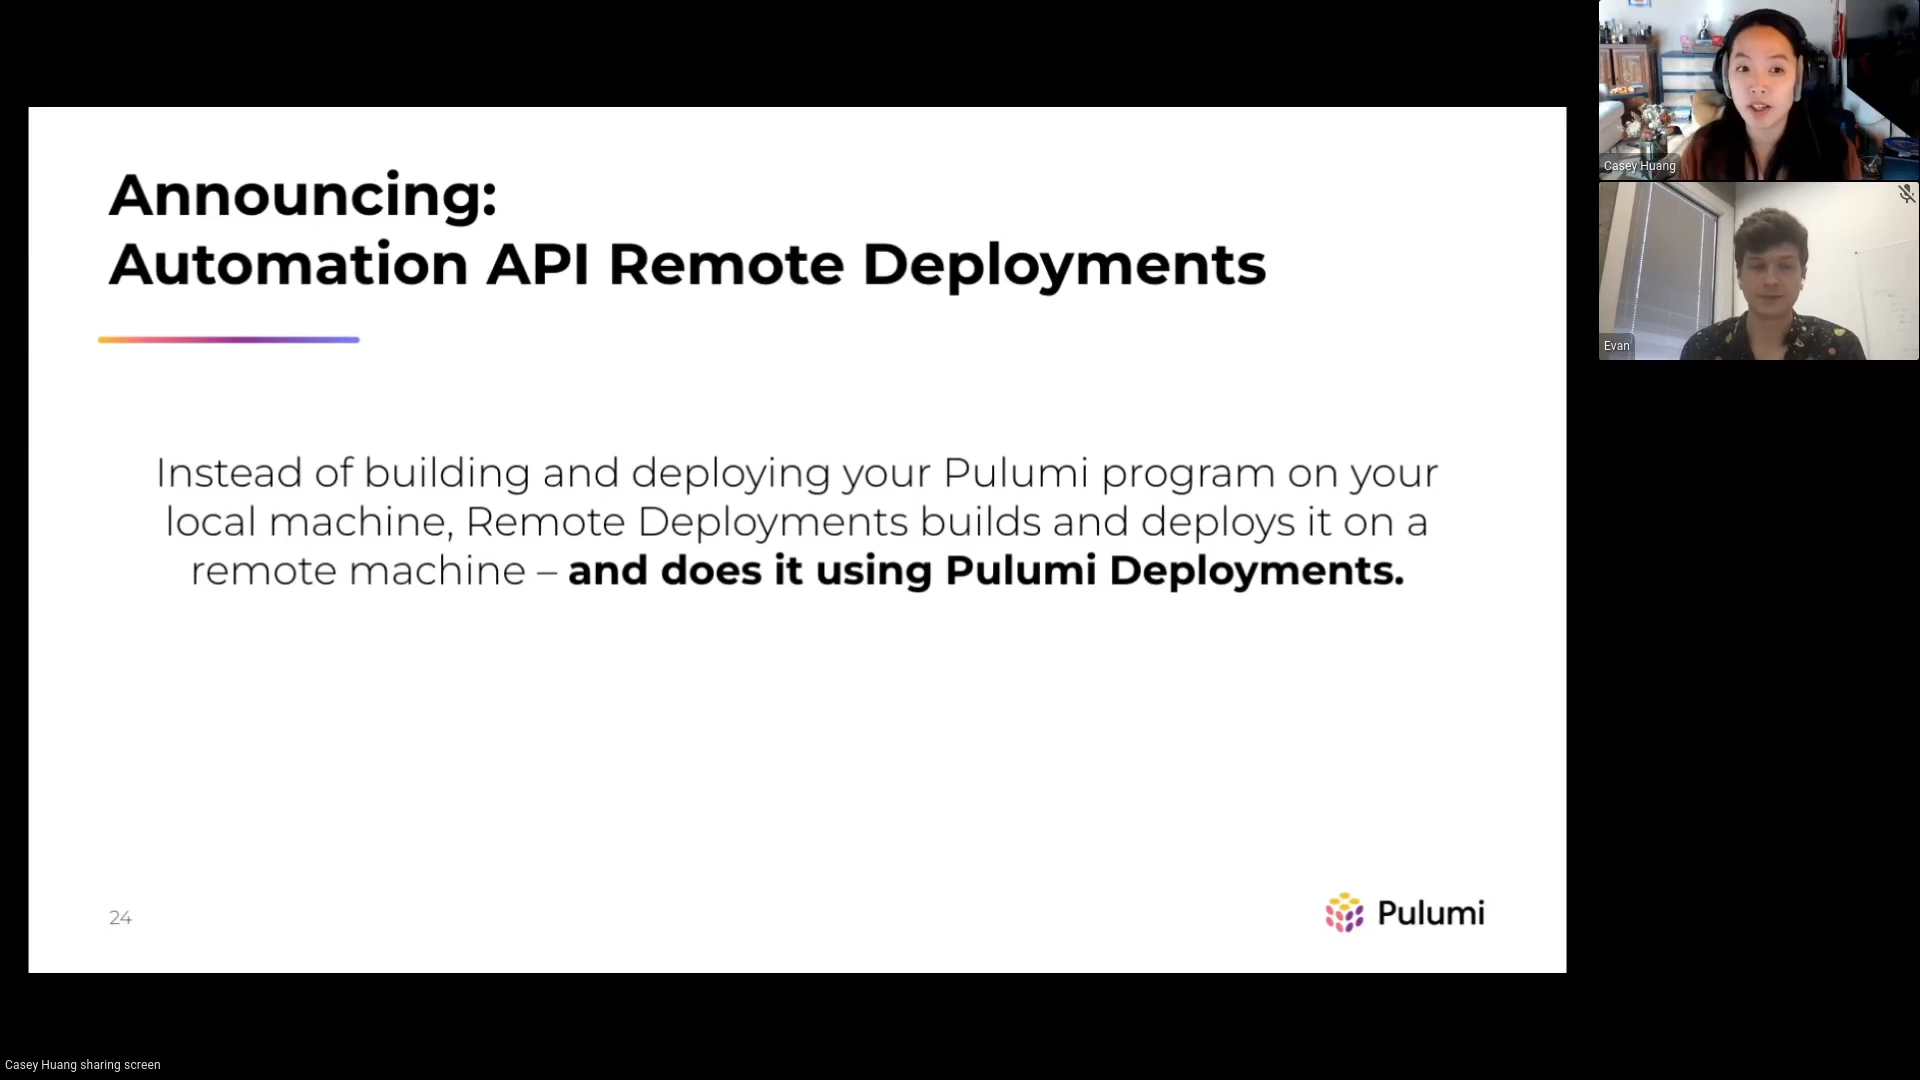 Announcing:
Automation API Remote Deployments
Instead of building and deploying your Pulumi program on your
local machine, Remote Deployments builds and deploys it on a
remote machine – and does it using Pulumi Deployments.
24
Pulumi
Casey Huang
Evan
Casey Huang sharing screen